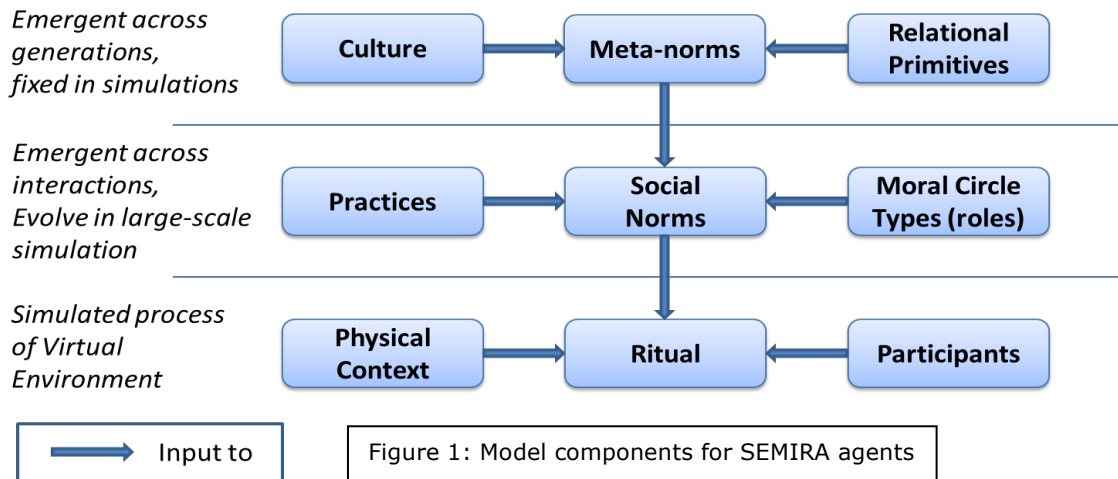 Emergent across
generations,
fixed in simulations
Culture
Meta-norms
Relational
Primitives
Emergent across
interactions,
Evolve in large-scale
simulation
Practices
Social
Norms
Moral Circle
Types (roles)
Simulated process
of Virtual
Environment
Physical
Context
Ritual
Participants
Input to
Figure 1: Model components for SEMIRA agents